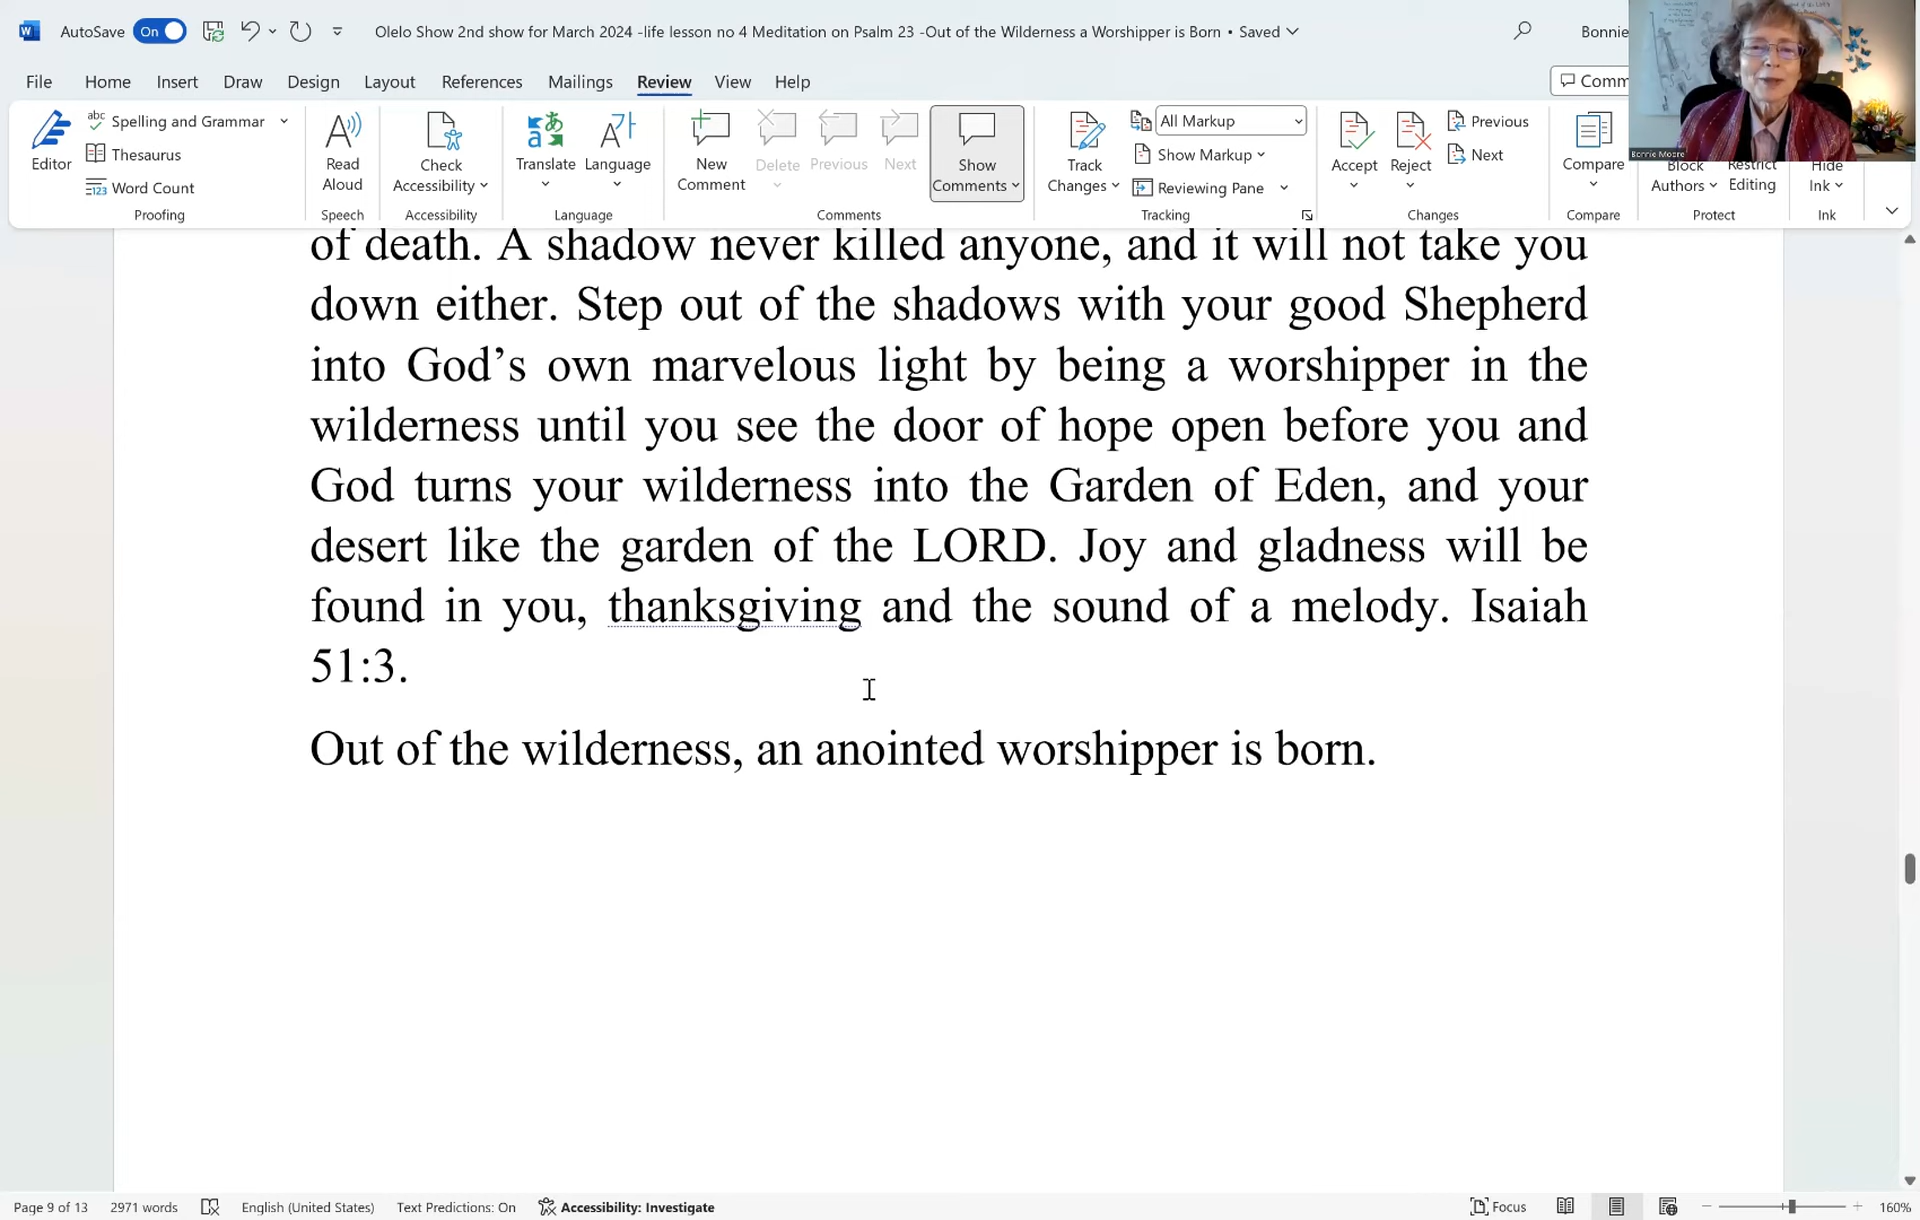 AutoSave On Olelo Show 2nd show for March 2024 -life lesson no 4 Meditation on Psalm 23 -Out of the Wilderness a Worshipper is Born • Saved Bonnie
File Home Insert Draw Design Layout References Mailings Review View Help Comm
Editor
abc Spelling and Grammar
Thesaurus
123 Word Count
Proofing
Read Aloud
Speech
Check Accessibility
Accessibility
Translate
Language
Language
New Comment
Delete
Previous
Next
Show Comments
Comments
Track Changes
All Markup
Show Markup
Reviewing Pane
Tracking
Accept
Reject
Previous
Next
Changes
Compare
Compare
Block Authors
Restrict Editing
Protect
Hide Ink
Ink
Bonnie Moore
of death. A shadow never killed anyone, and it will not take you
down either. Step out of the shadows with your good Shepherd
into God’s own marvelous light by being a worshipper in the
wilderness until you see the door of hope open before you and
God turns your wilderness into the Garden of Eden, and your
desert like the garden of the LORD. Joy and gladness will be
found in you, thanksgiving and the sound of a melody. Isaiah
51:3.
Out of the wilderness, an anointed worshipper is born.
Page 9 of 13 2971 words English (United States) Text Predictions: On Accessibility: Investigate Focus 160%